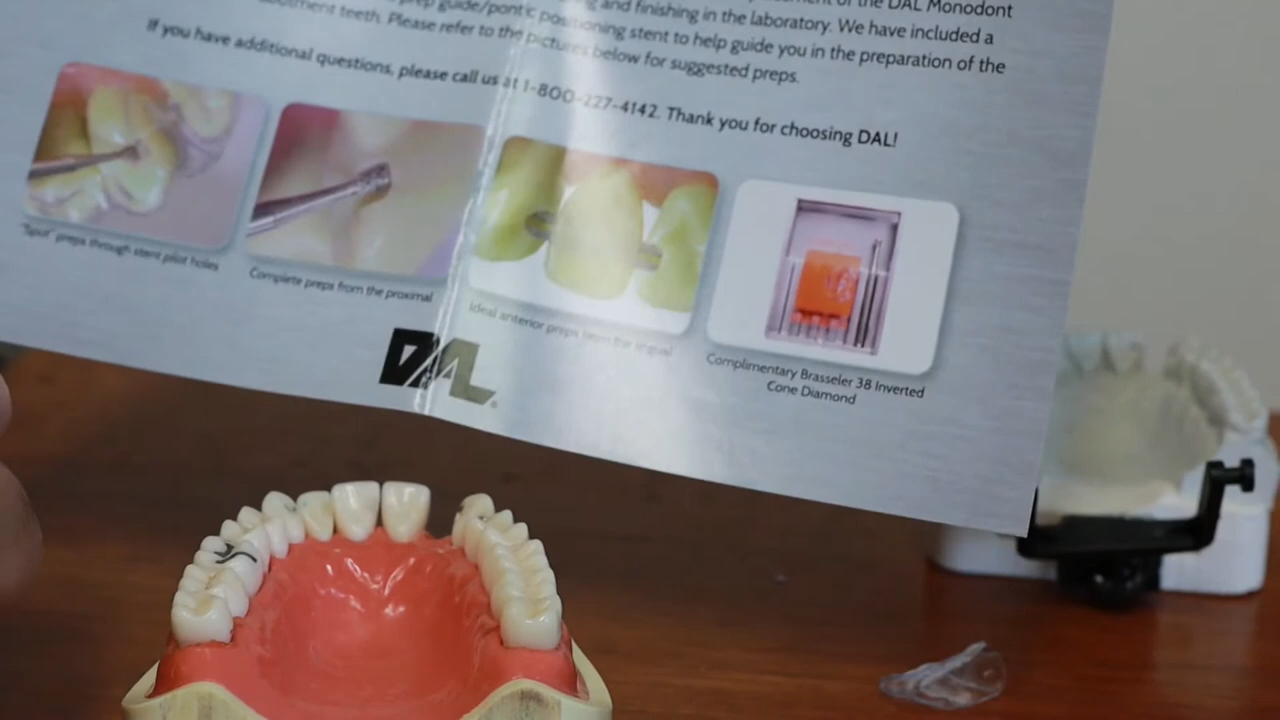 of the DAL Monodont
prep guide/pontic positioning and finishing in the laboratory. We have included a
teeth. Please refer to the pictures below for suggested preps. stent to help guide you in the preparation of the
If you have additional questions, please call us at 1-800-227-4142. Thank you for choosing DAL!
"Spot" preps through stent pilot holes
Complete preps from the proximal
Ideal anterior preps from the lingual
Complimentary Brasseler 38 Inverted
Cone Diamond
DAL